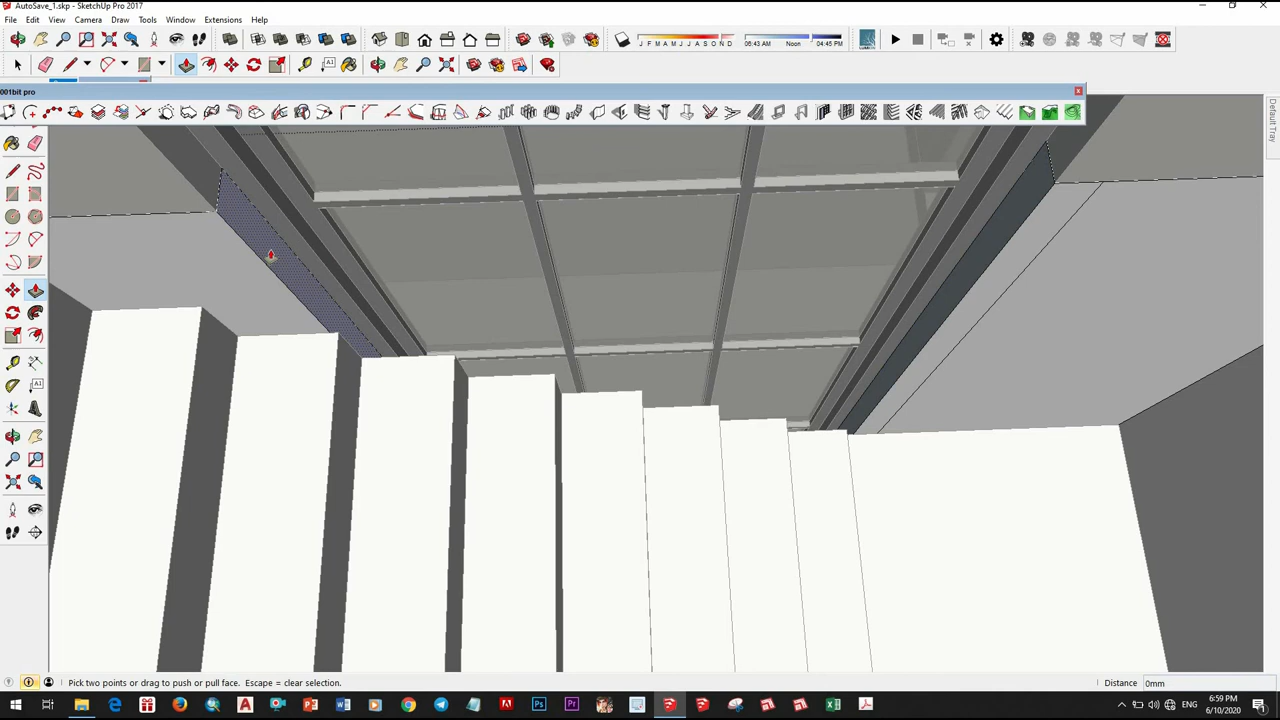 AutoSave_1.skp - SketchUp Pro 2017
File Edit View Camera Draw Tools Window Extensions Help
J F M A M J J A S O N D
06:43 AM Noon 04:45 PM
001bit pro
Default Tray
Pick two points or drag to push or pull face. Escape = clear selection.
Distance 0mm
6:59 PM
6/10/2020